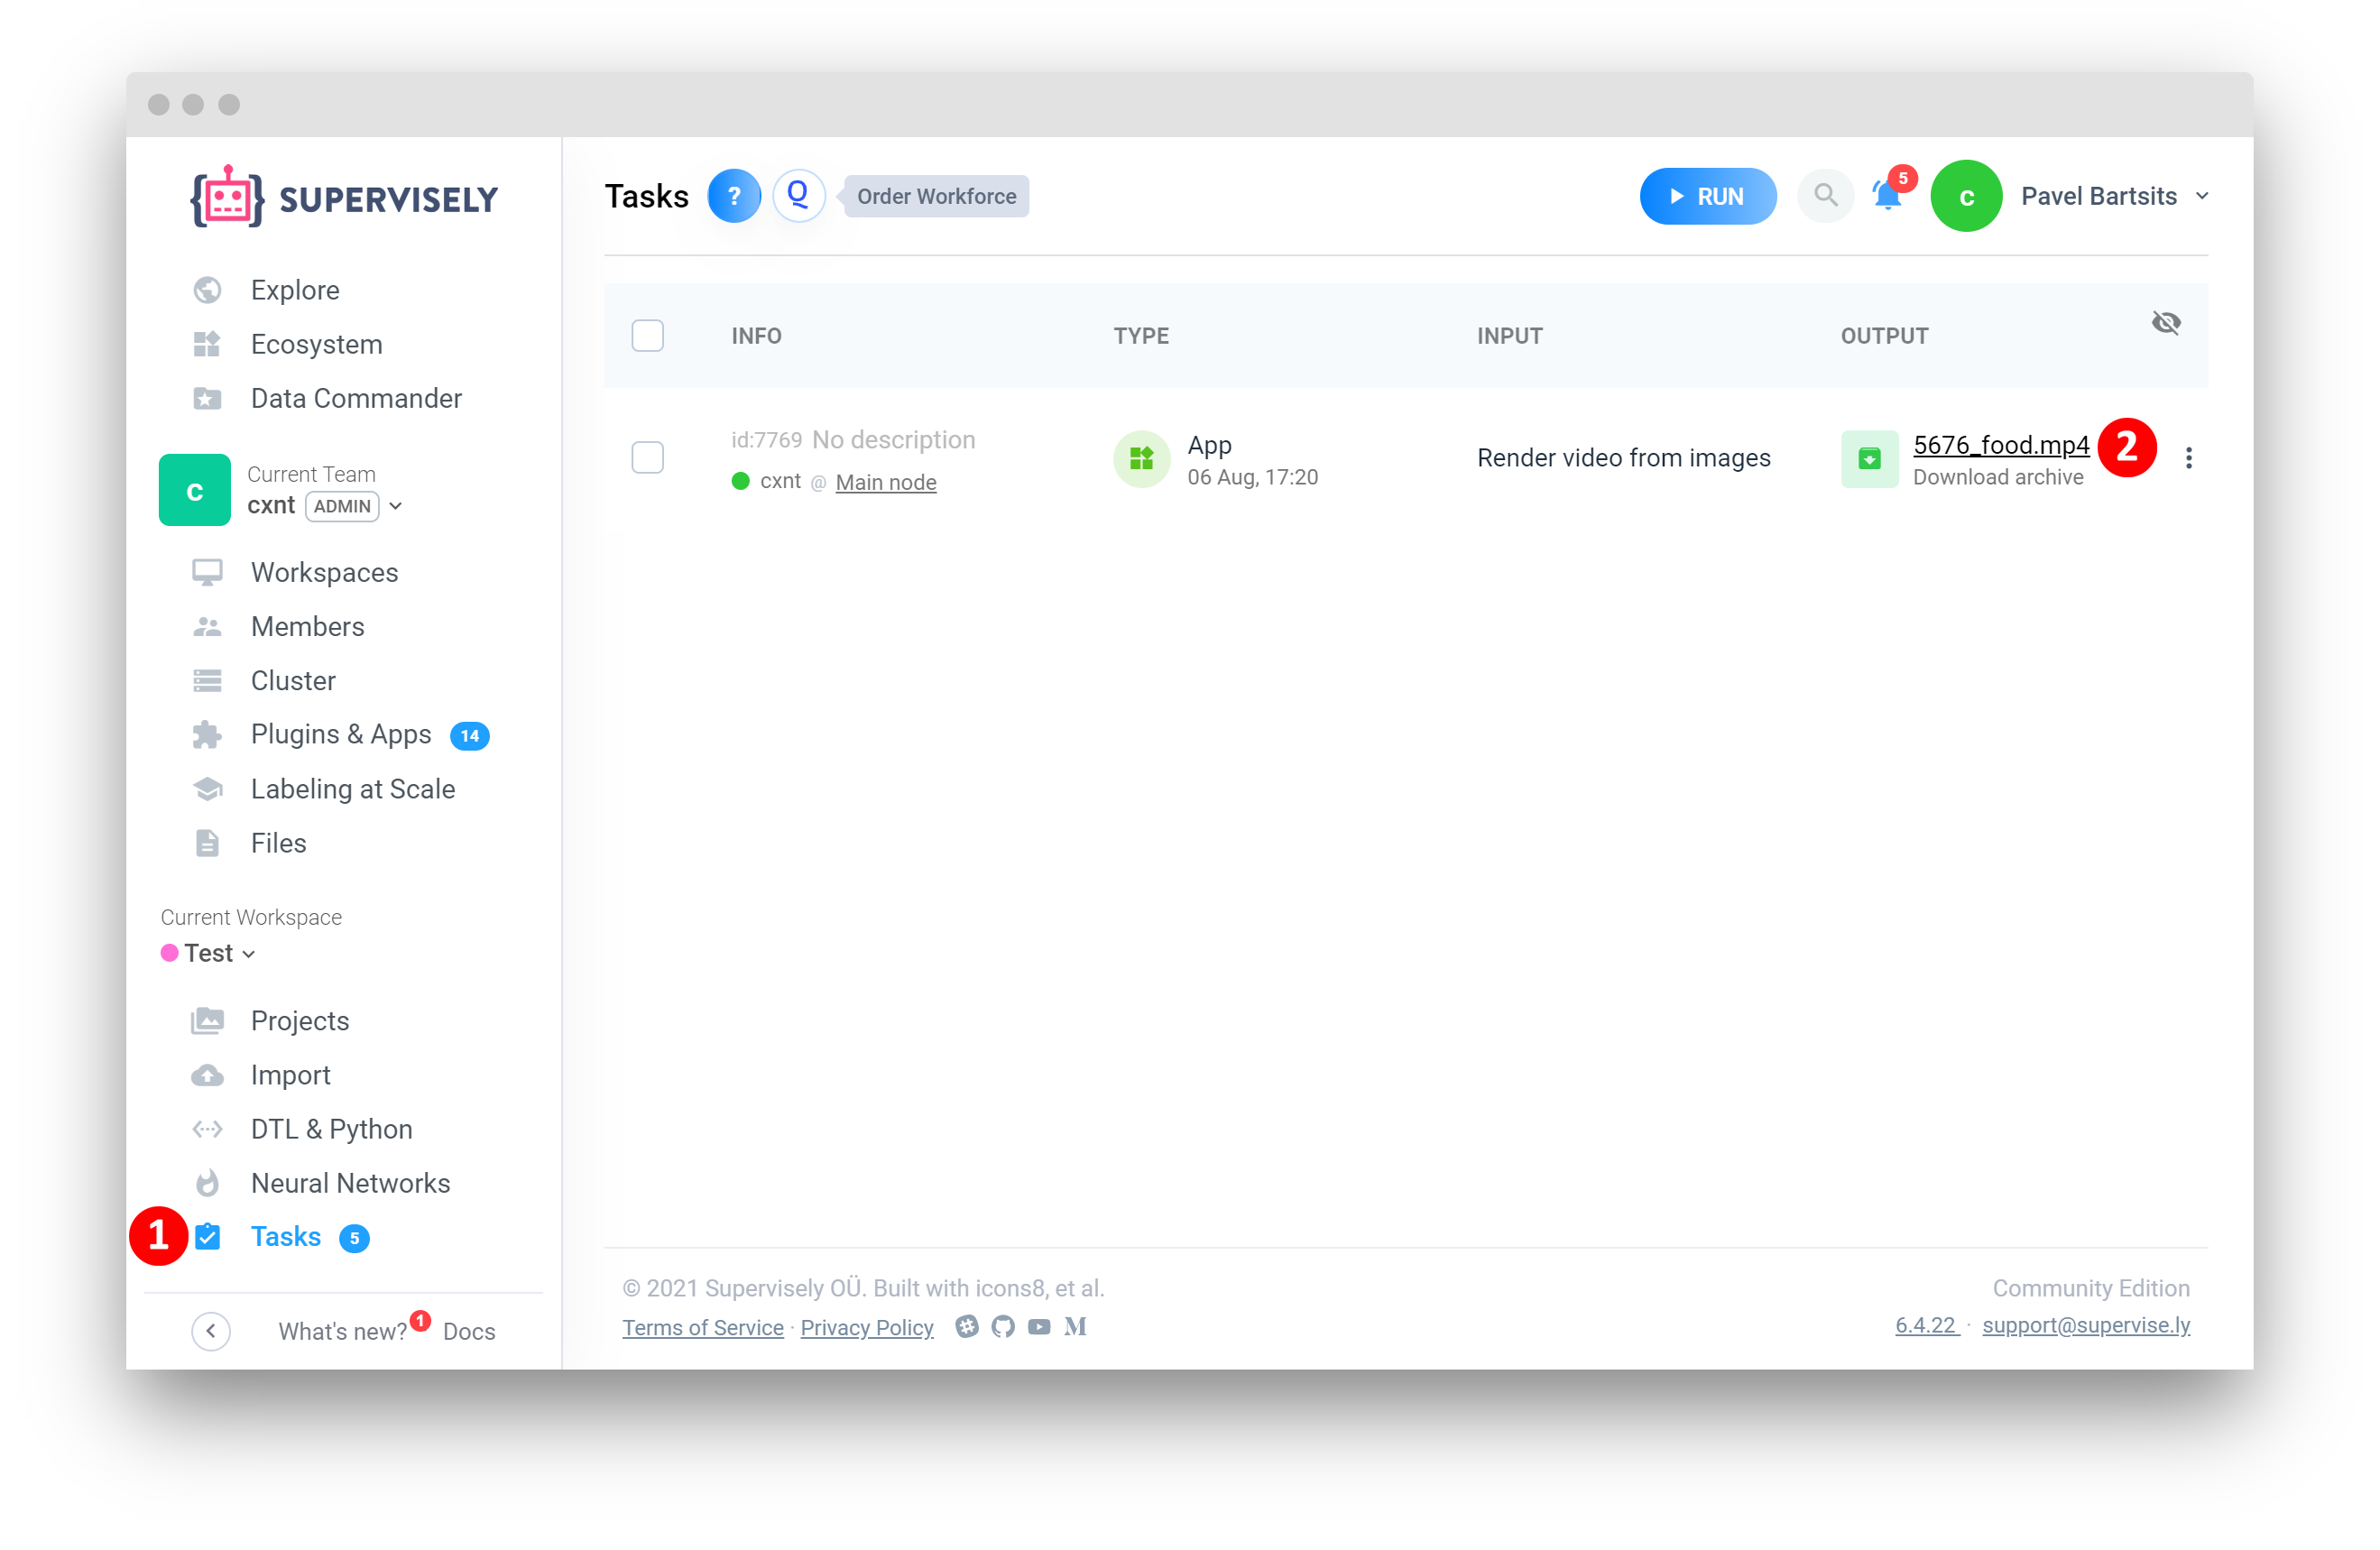 SUPERVISELY
Explore
Ecosystem
Data Commander
c
Current Team
cxnt ADMIN
Workspaces
Members
Cluster
Plugins & Apps 14
Labeling at Scale
Files
Current Workspace
Test
Projects
Import
DTL & Python
Neural Networks
1 Tasks 5
What's new? 1 Docs
Tasks ? Q Order Workforce
RUN 5 c Pavel Bartsits
INFO TYPE INPUT OUTPUT
id:7769 No description
cxnt @ Main node
App
06 Aug, 17:20
Render video from images
5676_food.mp4 2
Download archive
© 2021 Supervisely OÜ. Built with icons8, et al.
Terms of Service · Privacy Policy
Community Edition
6.4.22 · support@supervise.ly